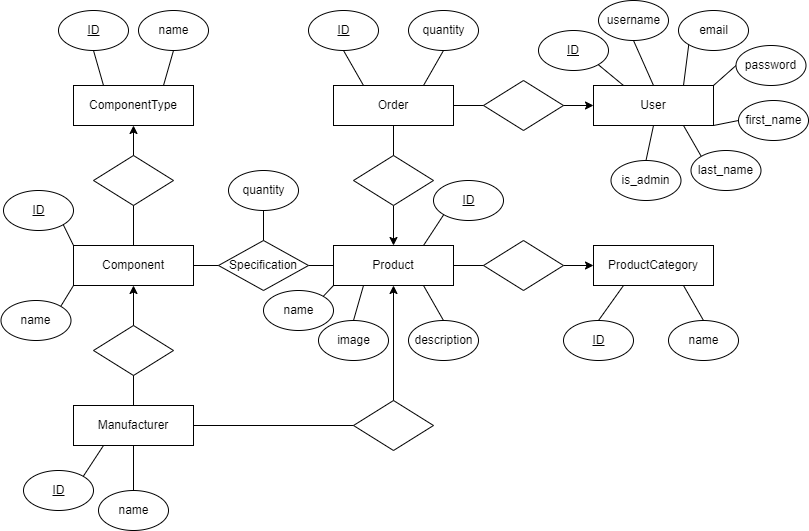 ID
name
ID
quantity
ID
username
email
password
ComponentType
Order
User
first_name
is_admin
last_name
ID
quantity
ID
Component
Specification
Product
ProductCategory
name
name
image
description
ID
name
Manufacturer
ID
name